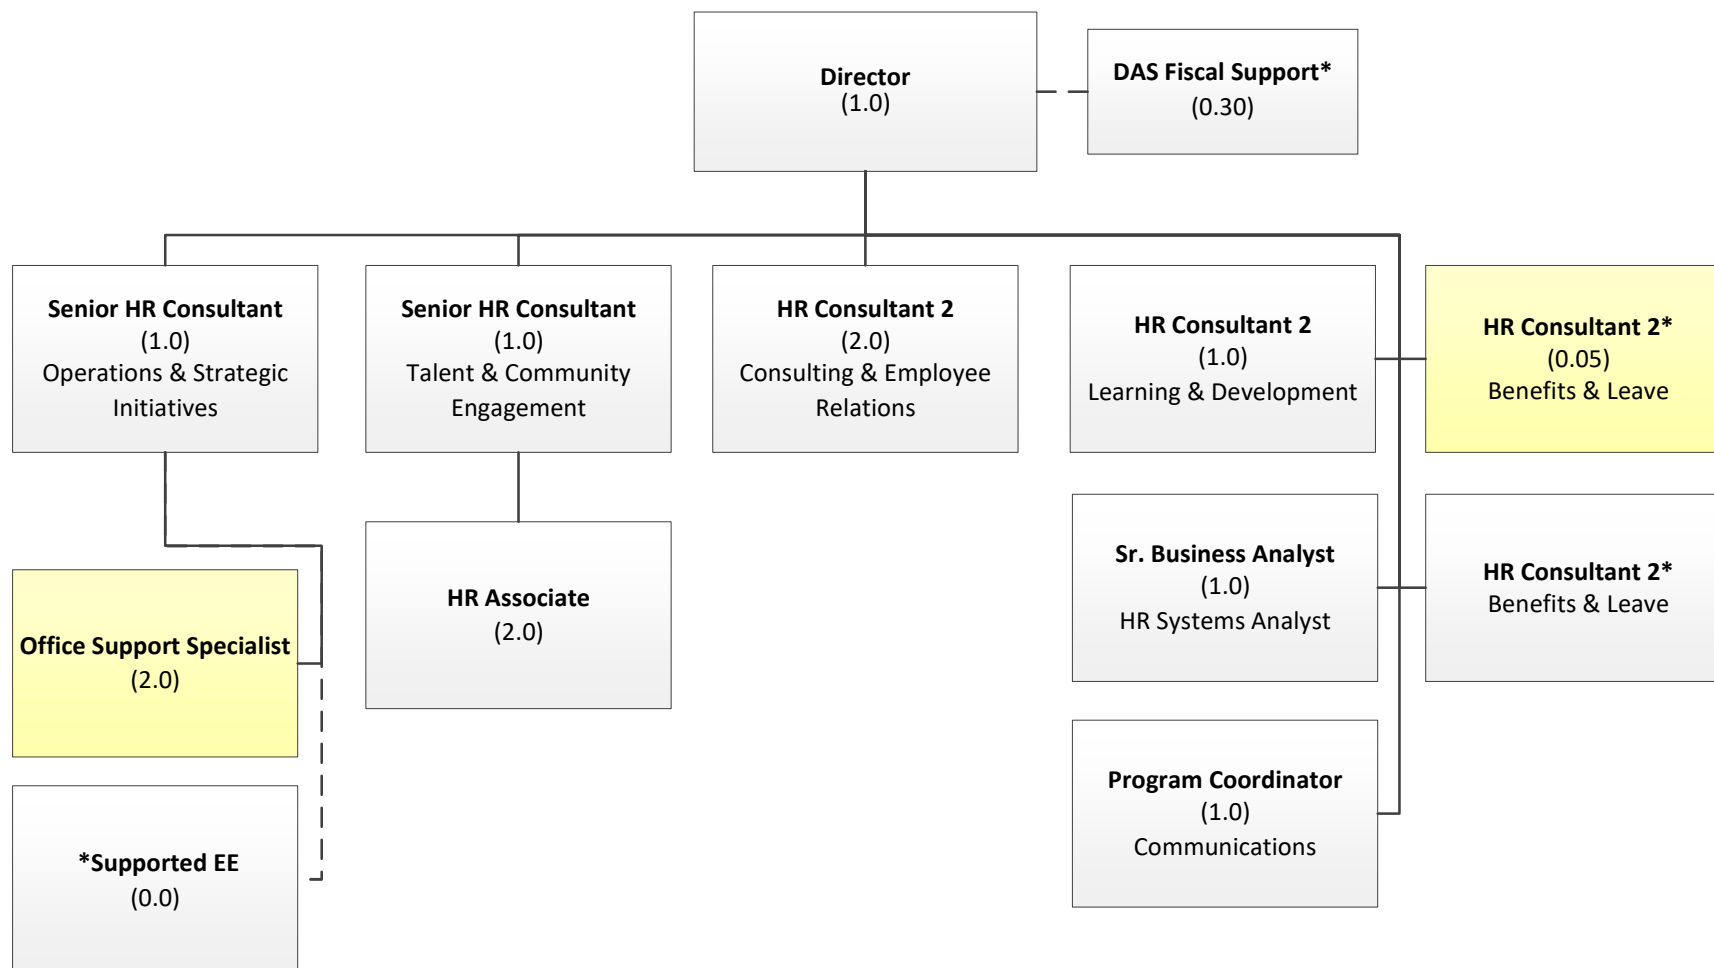 Director
(1.0)
DAS Fiscal Support*
(0.30)
Senior HR Consultant
(1.0)
Operations & Strategic
Initiatives
Senior HR Consultant
(1.0)
Talent & Community
Engagement
HR Consultant 2
(2.0)
Consulting & Employee
Relations
HR Consultant 2
(1.0)
Learning & Development
HR Consultant 2*
(0.05)
Benefits & Leave
Office Support Specialist
(2.0)
HR Associate
(2.0)
Sr. Business Analyst
(1.0)
HR Systems Analyst
HR Consultant 2*
Benefits & Leave
*Supported EE
(0.0)
Program Coordinator
(1.0)
Communications